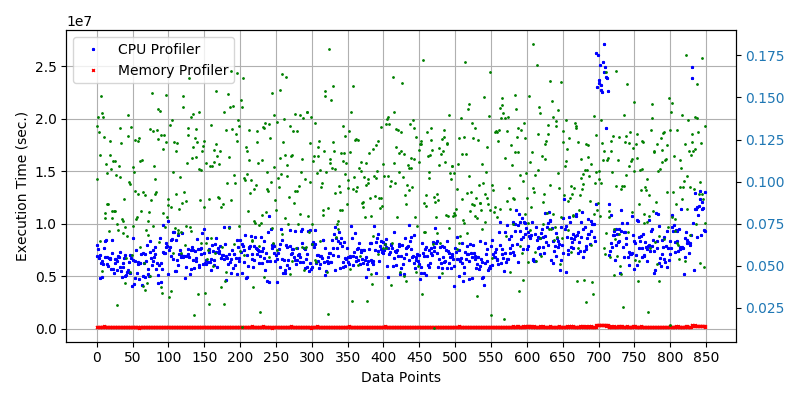 1e7
CPU Profiler
Memory Profiler
2.5
2.0
1.5
1.0
0.5
0.0
Execution Time (sec.)
0.175
0.150
0.125
0.100
0.075
0.050
0.025
0 50 100 150 200 250 300 350 400 450 500 550 600 650 700 750 800 850
Data Points